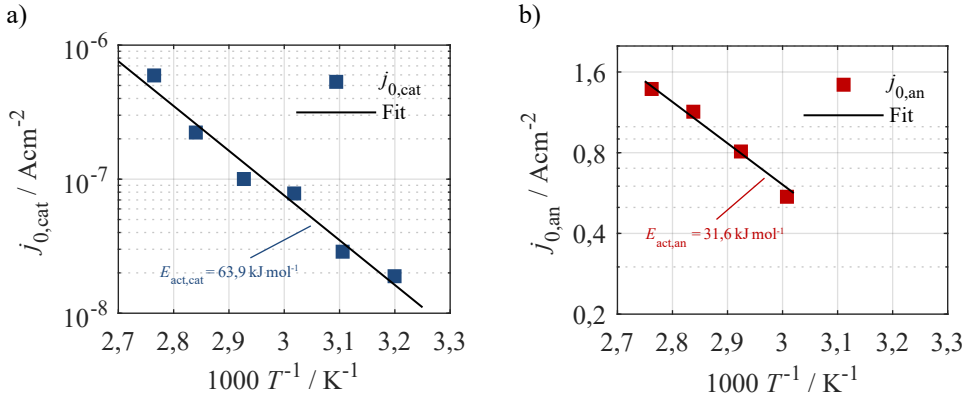 a)
10⁻⁶
10⁻⁷
10⁻⁸
j₀,cat / Acm⁻²
j₀,cat
Fit
Eact,cat = 63,9 kJ mol⁻¹
2,7 2,8 2,9 3 3,1 3,2 3,3
1000 T⁻¹ / K⁻¹
b)
1,6
0,8
0,4
0,2
j₀,an / Acm⁻²
j₀,an
Fit
Eact,an = 31,6 kJ mol⁻¹
2,7 2,8 2,9 3 3,1 3,2 3,3
1000 T⁻¹ / K⁻¹